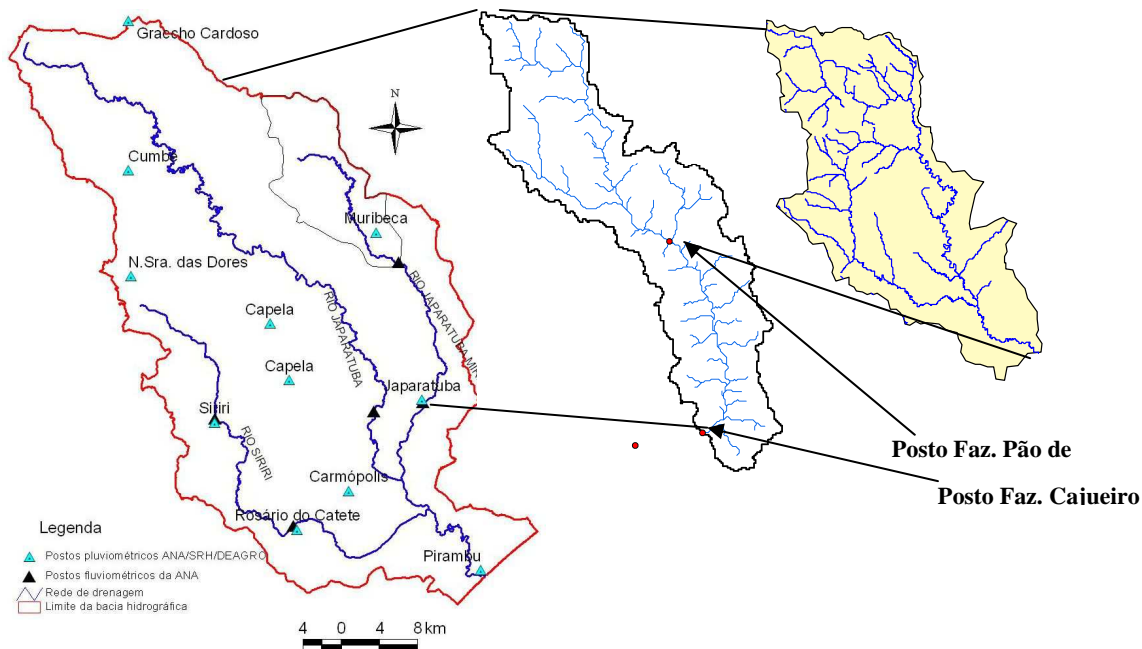 Graecho Cardoso
N
Cumbe
Muribeca
N.Sra. das Dores
RIO JAPARATUBA MIR
Capela
RIO JAPARATUBA
Capela
Japaratuba
Siriri
RIO SIRIRI
Posto Faz. Pão de
Carmópolis
Posto Faz. Cajueiro
Rosário do Catete
Legenda
Pirambu
Postos pluviométricos ANA/SRH/DEAGRO
Postos fluviométricos da ANA
Rede de drenagem
Limite da bacia hidrográfica
4 0 4 8 km